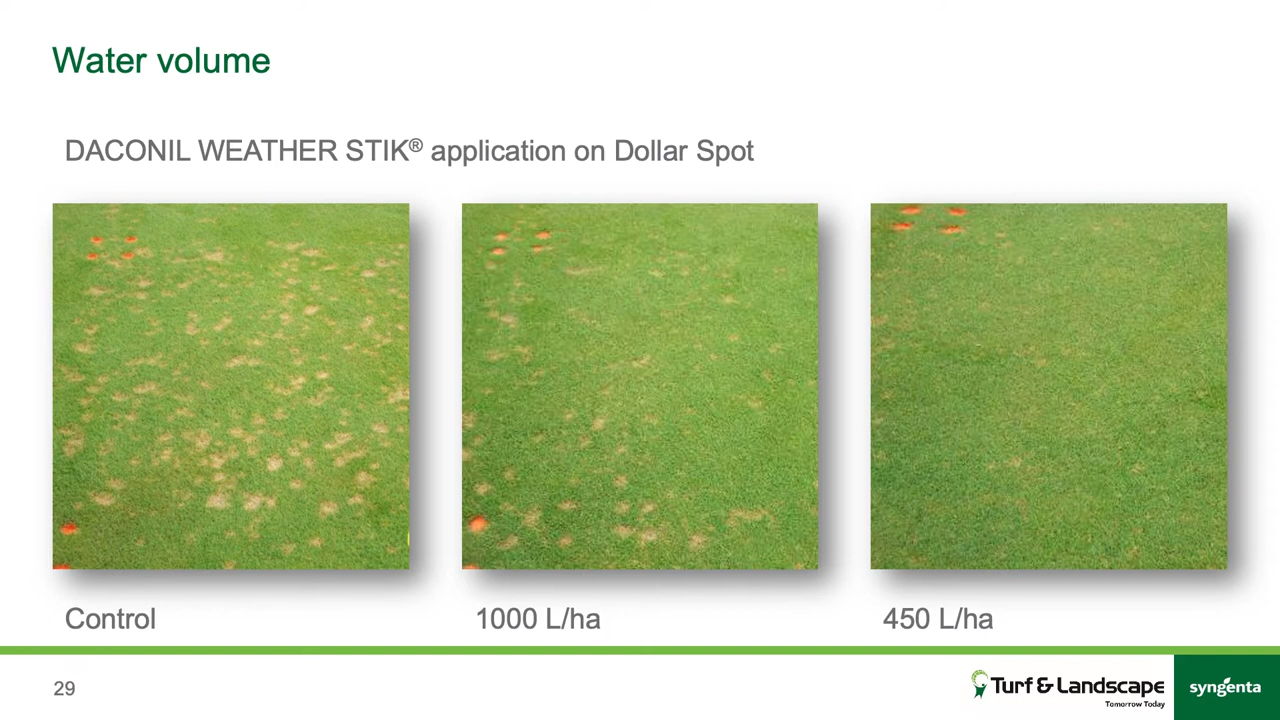 Water volume
DACONIL WEATHER STIK® application on Dollar Spot
Control
1000 L/ha
450 L/ha
29
Turf & Landscape
Tomorrow Today
syngenta